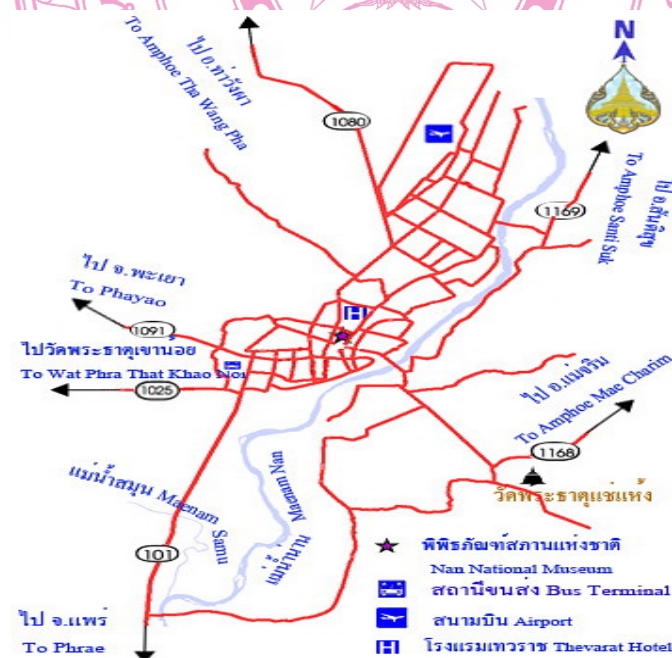 N
ไป อ.ท่าวังผา
To Amphoe Tha Wang Pha
1080
1169
ไป อ.สันติสุข
To Amphoe Santi Suk
ไป จ.พะเยา
To Phayao
1091
ไปวัดพระธาตุเขาน้อย
To Wat Phra That Khao Noi
1025
ไป อ.แม่จริม
To Amphoe Mae Charim
1168
วัดพระธาตุแช่แห้ง
แม่น้ำสมุน Maenam
Samu
Maenam Nan
แม่น้ำน่าน
101
ไป จ.แพร่
To Phrae
พิพิธภัณฑ์สถานแห่งชาติ
Nan National Museum
สถานีขนส่ง Bus Terminal
สนามบิน Airport
H โรงแรมเทวราช Thevarat Hotel
H